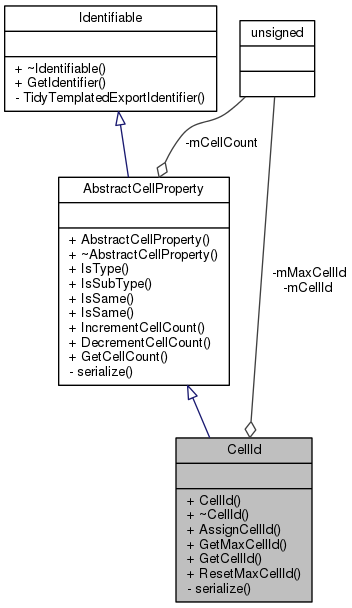 Identifiable
+ ~Identifiable()
+ GetIdentifier()
- TidyTemplatedExportIdentifier()
unsigned
-mCellCount
AbstractCellProperty
+ AbstractCellProperty()
+ ~AbstractCellProperty()
+ IsType()
+ IsSubType()
+ IsSame()
+ IsSame()
+ IncrementCellCount()
+ DecrementCellCount()
+ GetCellCount()
- serialize()
-mMaxCellId
-mCellId
CellId
+ CellId()
+ ~CellId()
+ AssignCellId()
+ GetMaxCellId()
+ GetCellId()
+ ResetMaxCellId()
- serialize()